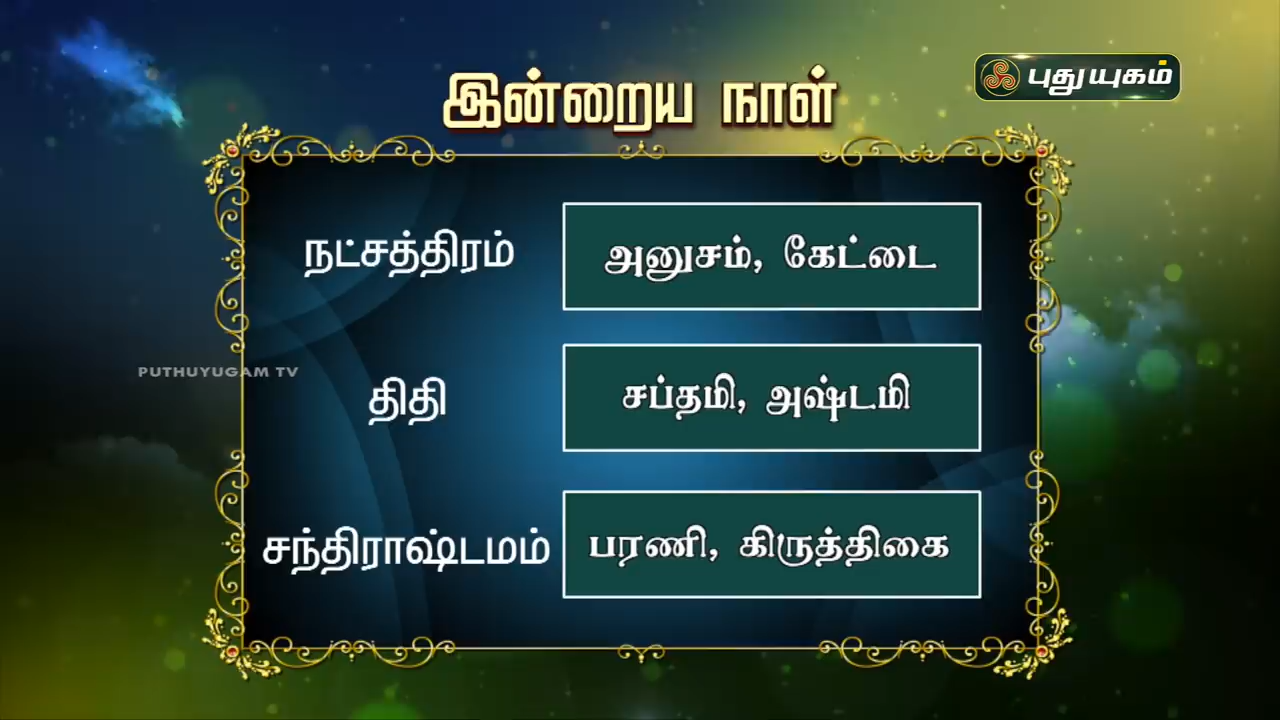 இன்றைய நாள்
புதுயுகம்
நட்சத்திரம்
அனுசம், கேட்டை
PUTHUYUGAM TV
திதி
சப்தமி, அஷ்டமி
சந்திராஷ்டமம்
பரணி, கிருத்திகை